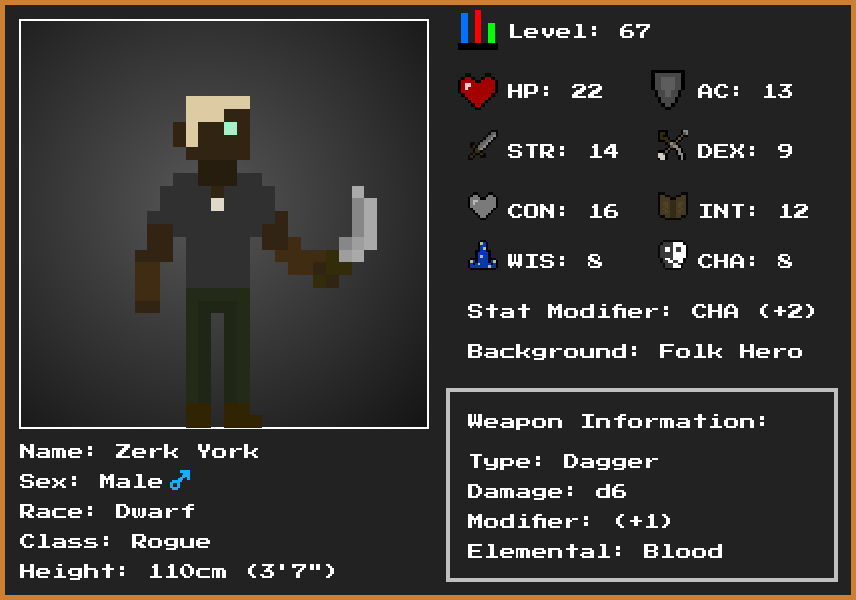 Level: 67
HP: 22 AC: 13
STR: 14 DEX: 9
CON: 16 INT: 12
WIS: 8 CHA: 8
Stat Modifier: CHA (+2)
Background: Folk Hero
Weapon Information:
Type: Dagger
Damage: d6
Modifier: (+1)
Elemental: Blood
Name: Zerk York
Sex: Male♂
Race: Dwarf
Class: Rogue
Height: 110cm (3'7")